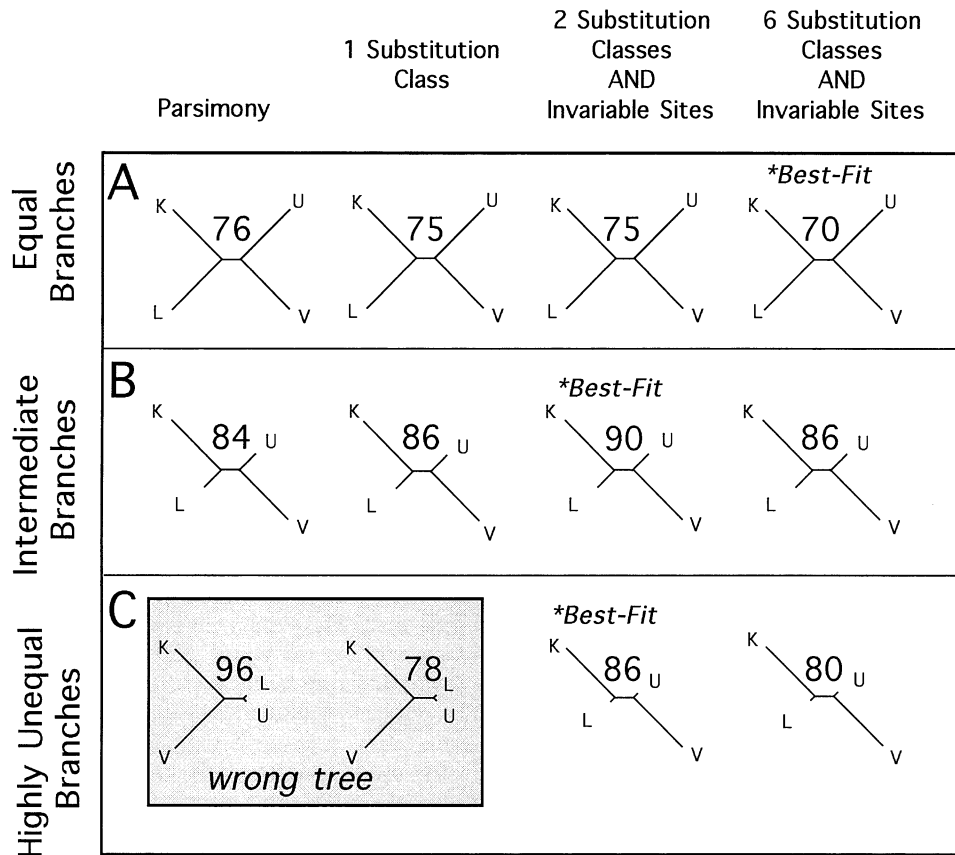 Parsimony
1 Substitution
Class
2 Substitution
Classes
AND
Invariable Sites
6 Substitution
Classes
AND
Invariable Sites
Equal
Branches
A
K
76
U
L
V
K
75
U
L
V
K
75
U
L
V
*Best-Fit
K
70
U
L
V
Intermediate
Branches
B
K
84
U
L
V
K
86
U
L
V
*Best-Fit
K
90
U
L
V
K
86
U
L
V
Highly Unequal
Branches
C
K
96
L
U
V
K
78
L
U
V
wrong tree
*Best-Fit
K
86
U
L
V
K
80
U
L
V